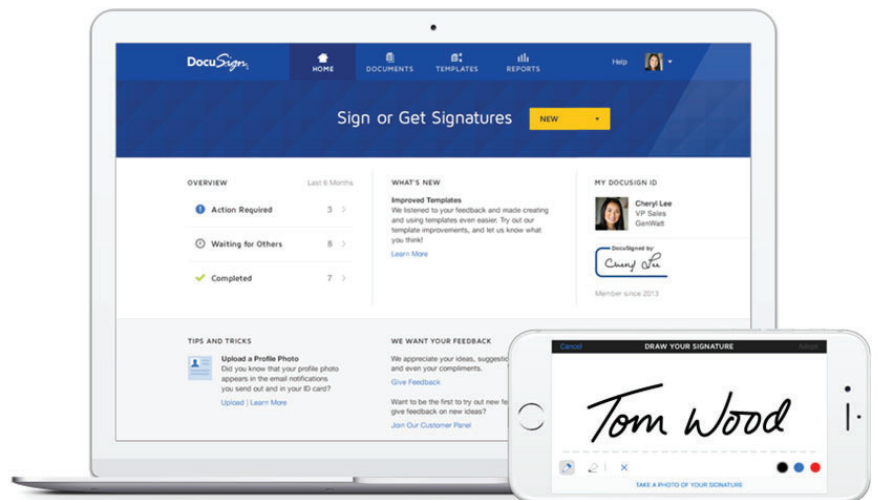 DocuSign
HOME
DOCUMENTS
TEMPLATES
REPORTS
Help
Sign or Get Signatures
NEW
OVERVIEW
Last 6 Months
Action Required 3
Waiting for Others 8
Completed 7
WHAT'S NEW
Improved Templates
We listened to your feedback and made creating
and using templates even easier. Try out our
template improvements, and let us know what
you think!
Learn More
MY DOCUSIGN ID
Cheryl Lee
VP Sales
GenWatt
DocuSigned by:
Cheryl Lee
Member since 2013
TIPS AND TRICKS
Upload a Profile Photo
Did you know that your profile photo
appears in the email notifications
you send out and in your ID card?
Upload | Learn More
WE WANT YOUR FEEDBACK
We appreciate your ideas,
and even your compliments.
Give Feedback
Want to be the first to try out new
give feedback on new ideas?
Join Our Customer Panel
Cancel
DRAW YOUR SIGNATURE
Adopt
Tom Wood
TAKE A PHOTO OF YOUR SIGNATURE